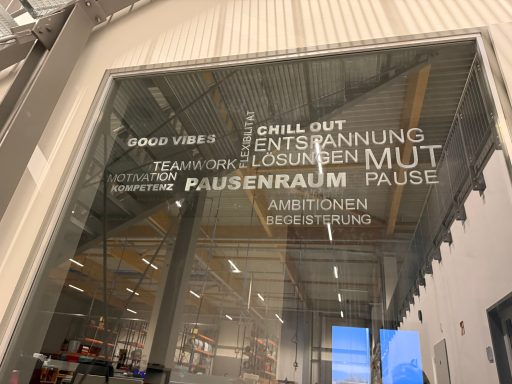 GOOD VIBES
FLEXIBILITÄT
CHILL OUT
ENTSPANNUNG
TEAMWORK
LÖSUNGEN
MUT
MOTIVATION
KOMPETENZ
PAUSENRAUM
PAUSE
AMBITIONEN
BEGEISTERUNG